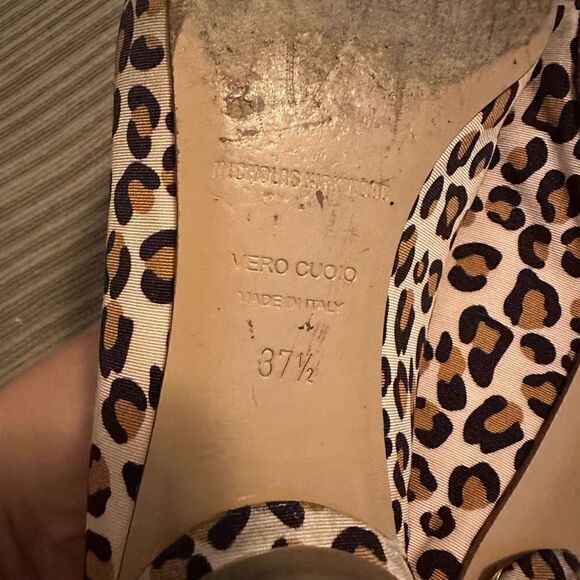 NICHOLAS KIRKWOOD
VERO CUOIO
MADE IN ITALY
37½